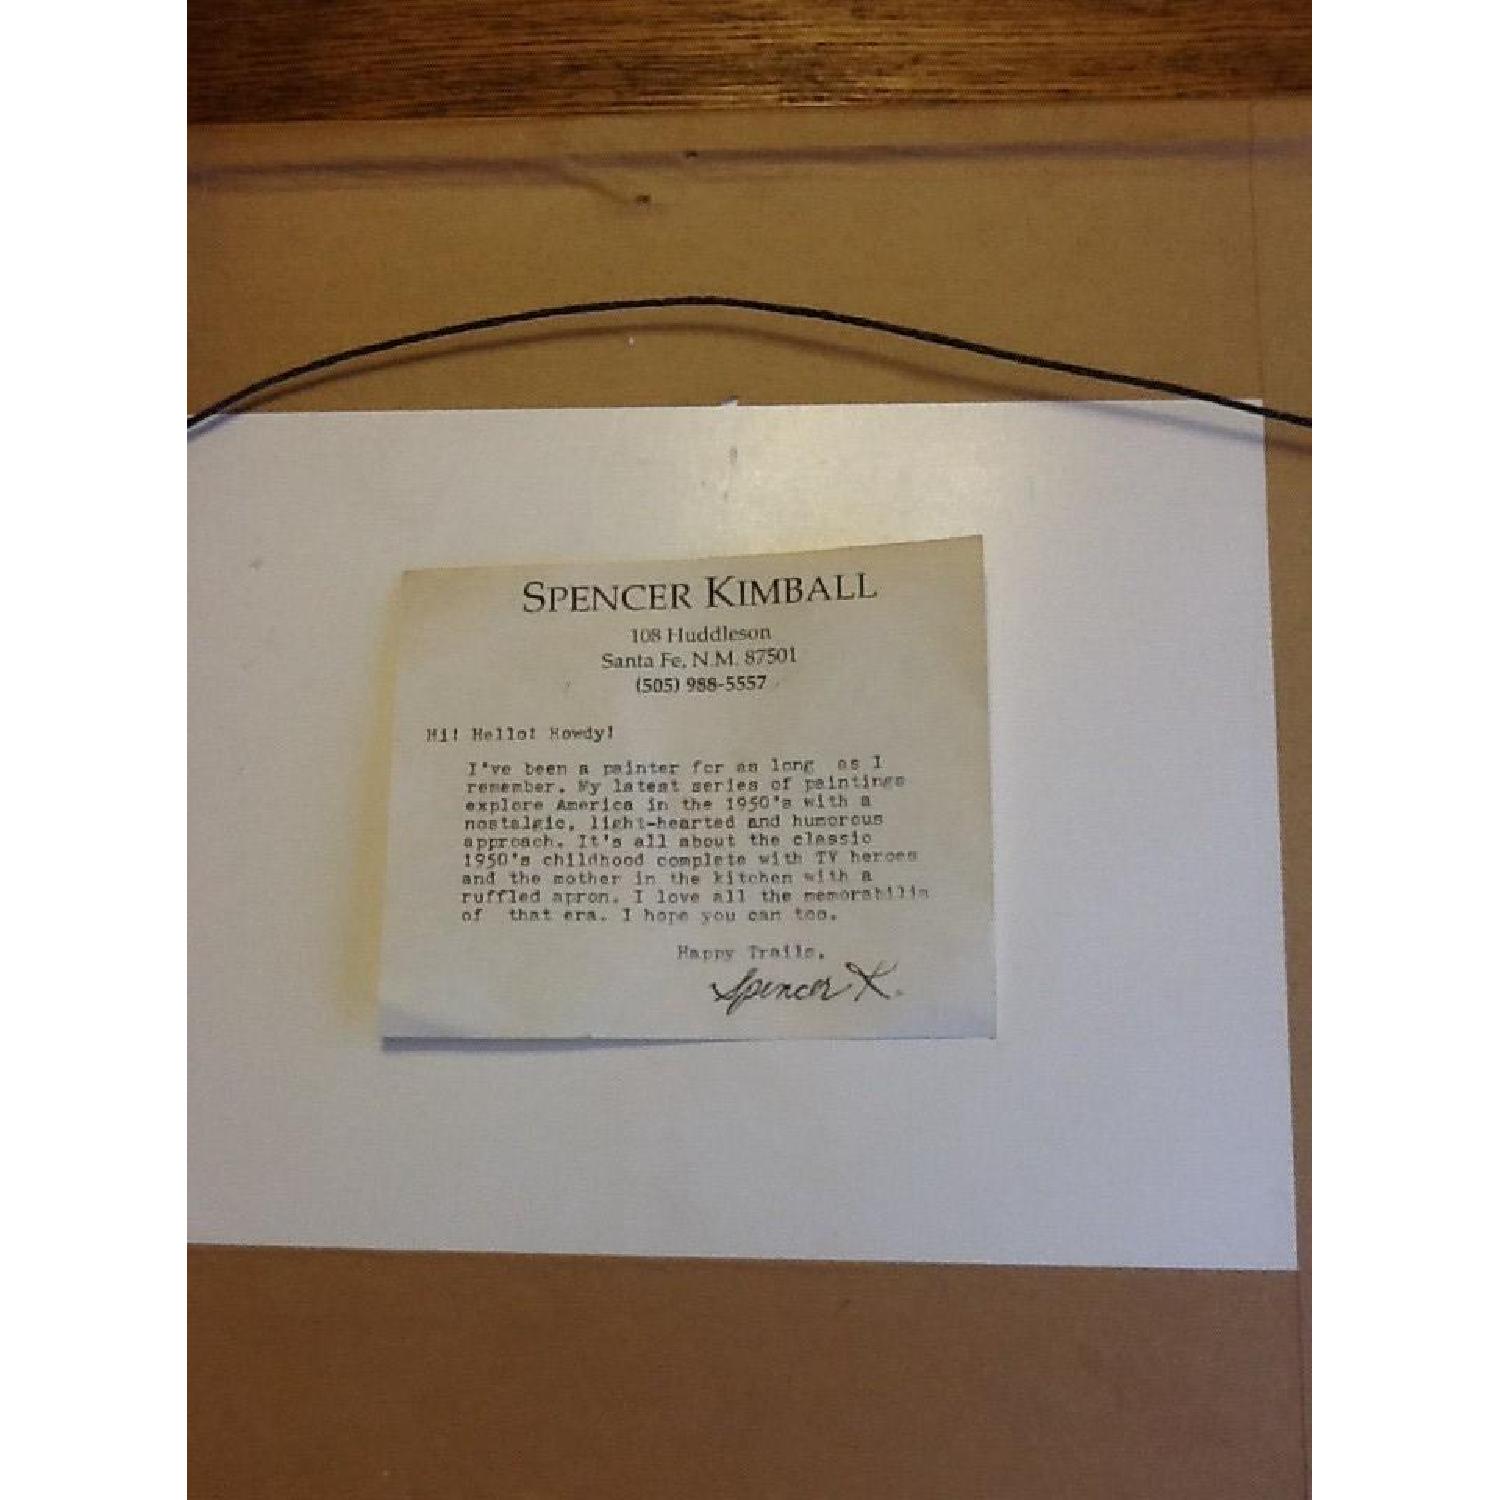 SPENCER KIMBALL
108 Huddleson
Santa Fe, N.M. 87501
(505) 988-5557
Hi! Hello! Howdy!
I've been a painter for as long as I
remember. My latest series of paintings
explore America in the 1950's with a
nostalgic, light-hearted and humorous
approach. It's all about the classic
1950's childhood complete with TV heroes
and the mother in the kitchen with a
ruffled apron. I love all the memorabilia
of that era. I hope you can too.
Happy Trails,
Spencer K.